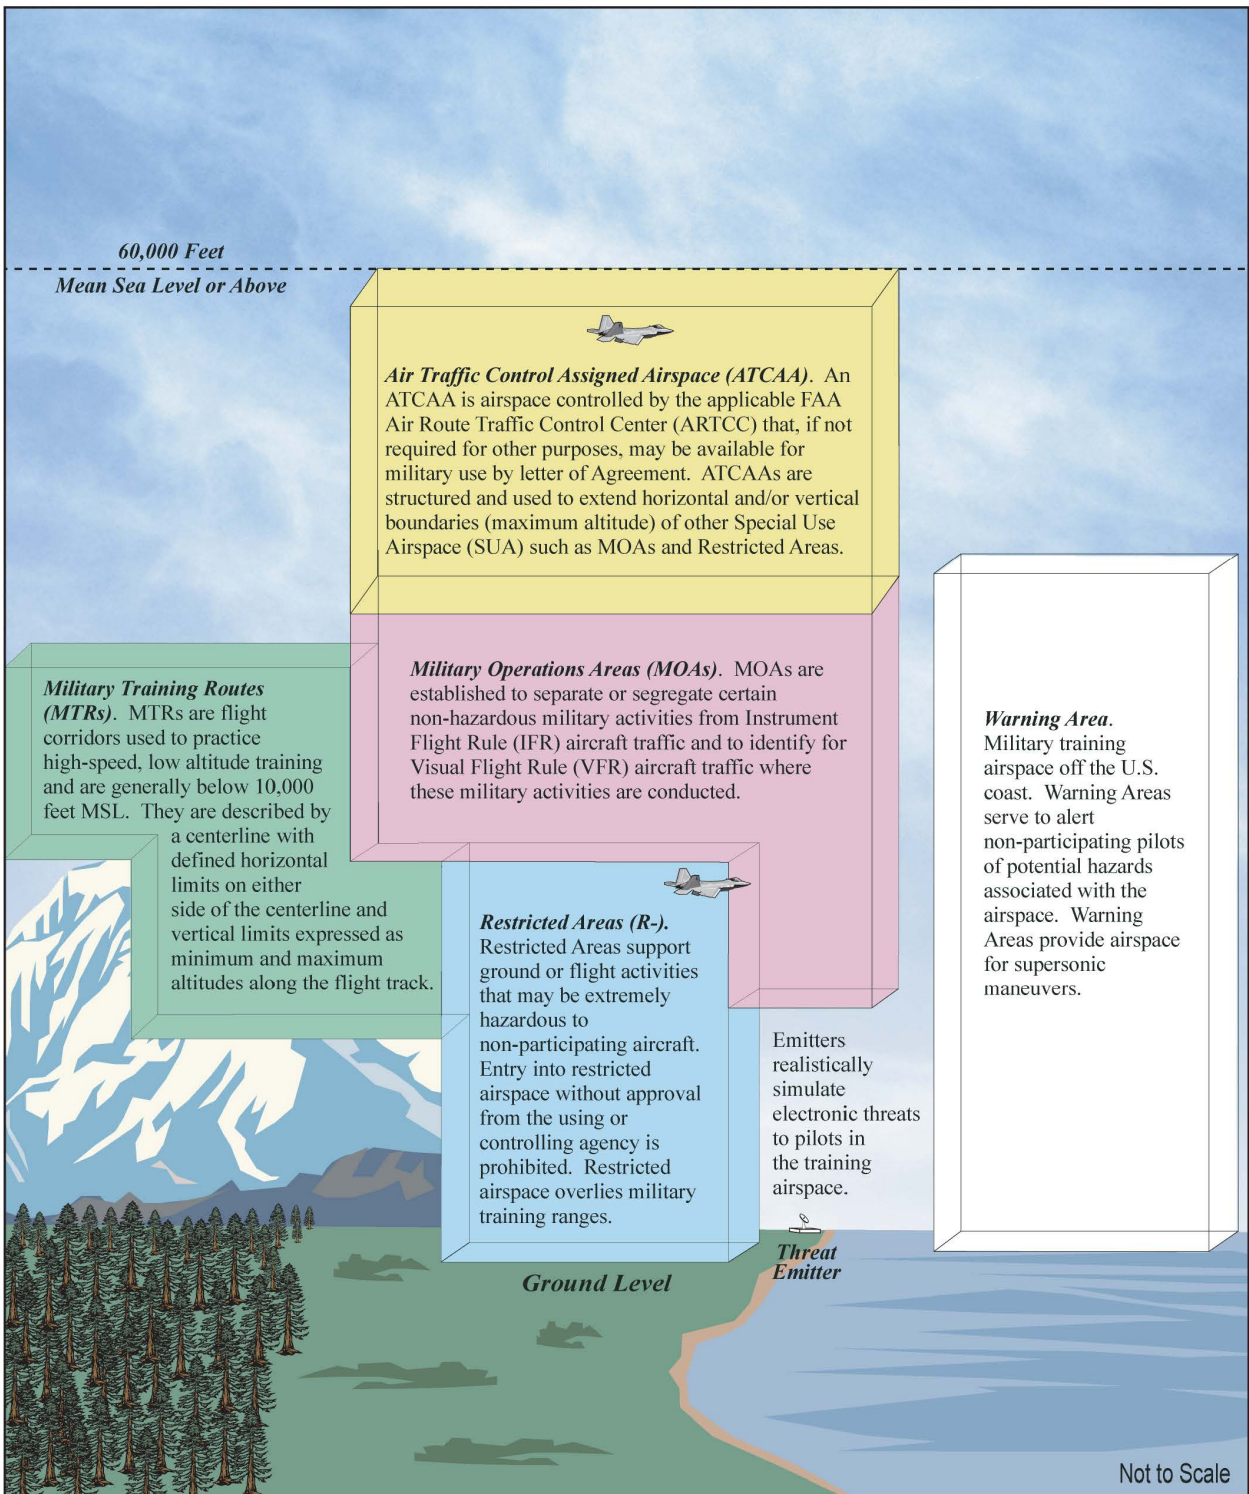 60,000 Feet
Mean Sea Level or Above
Air Traffic Control Assigned Airspace (ATCAA).  An
ATCAA is airspace controlled by the applicable FAA
Air Route Traffic Control Center (ARTCC) that, if not
required for other purposes, may be available for
military use by letter of Agreement.  ATCAAs are
structured and used to extend horizontal and/or vertical
boundaries (maximum altitude) of other Special Use
Airspace (SUA) such as MOAs and Restricted Areas.
Military Training Routes
(MTRs).  MTRs are flight
corridors used to practice
high-speed, low altitude training
and are generally below 10,000
feet MSL.  They are described by
a centerline with
defined horizontal
limits on either
side of the centerline and
vertical limits expressed as
minimum and maximum
altitudes along the flight track.
Military Operations Areas (MOAs).  MOAs are
established to separate or segregate certain
non-hazardous military activities from Instrument
Flight Rule (IFR) aircraft traffic and to identify for
Visual Flight Rule (VFR) aircraft traffic where
these military activities are conducted.
Warning Area.
Military training
airspace off the U.S.
coast.  Warning Areas
serve to alert
non-participating pilots
of potential hazards
associated with the
airspace.  Warning
Areas provide airspace
for supersonic
maneuvers.
Restricted Areas (R-).
Restricted Areas support
ground or flight activities
that may be extremely
hazardous to
non-participating aircraft.
Entry into restricted
airspace without approval
from the using or
controlling agency is
prohibited.  Restricted
airspace overlies military
training ranges.
Emitters
realistically
simulate
electronic threats
to pilots in
the training
airspace.
Threat
Emitter
Ground Level
Not to Scale